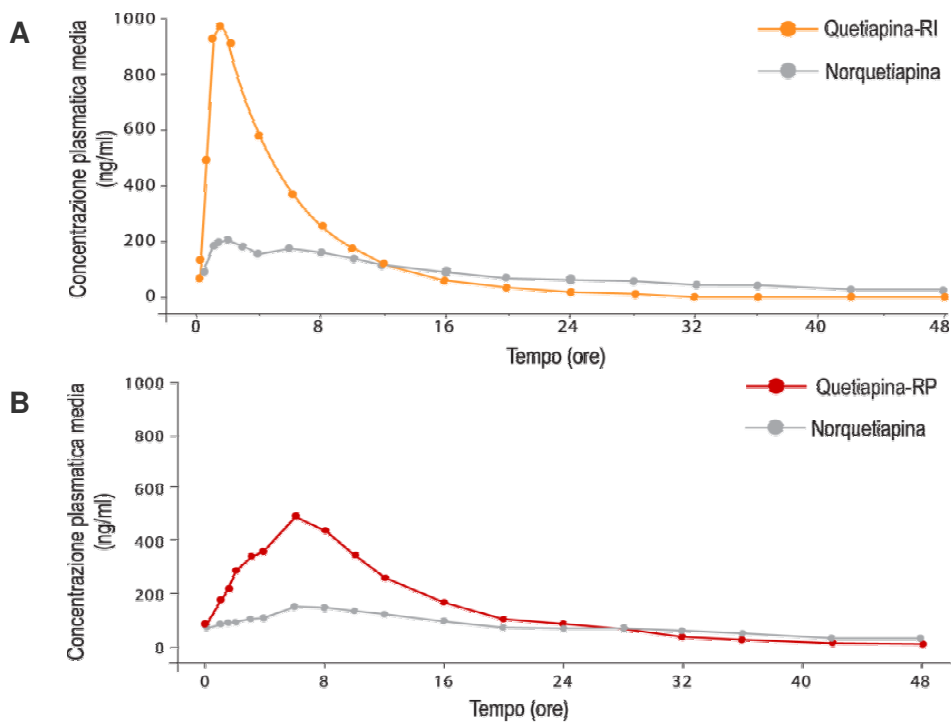 A
Quetiapina-RI
Norquetiapina
Concentrazione plasmatica media
(ng/ml)
1000
800
600
400
200
0
0 8 16 24 32 40 48
Tempo (ore)
B
Quetiapina-RP
Norquetiapina
Concentrazione plasmatica media
(ng/ml)
1000
800
600
400
200
0
0 8 16 24 32 40 48
Tempo (ore)